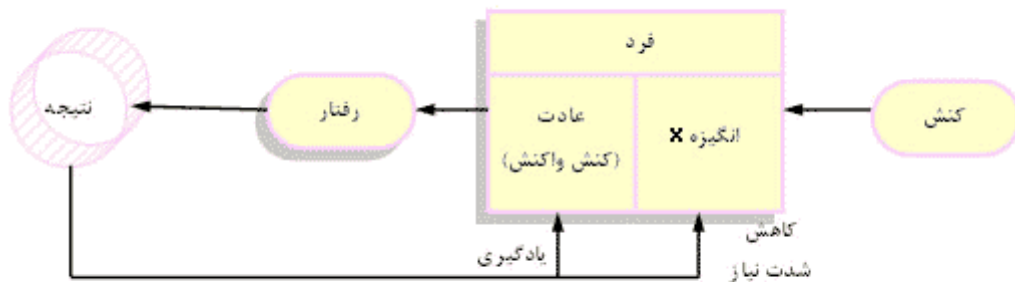 فرد
کنش
انگیزه X
عادت
(کنش واکنش)
رفتار
نتیجه
کاهش
شدت نیاز
یادگیری